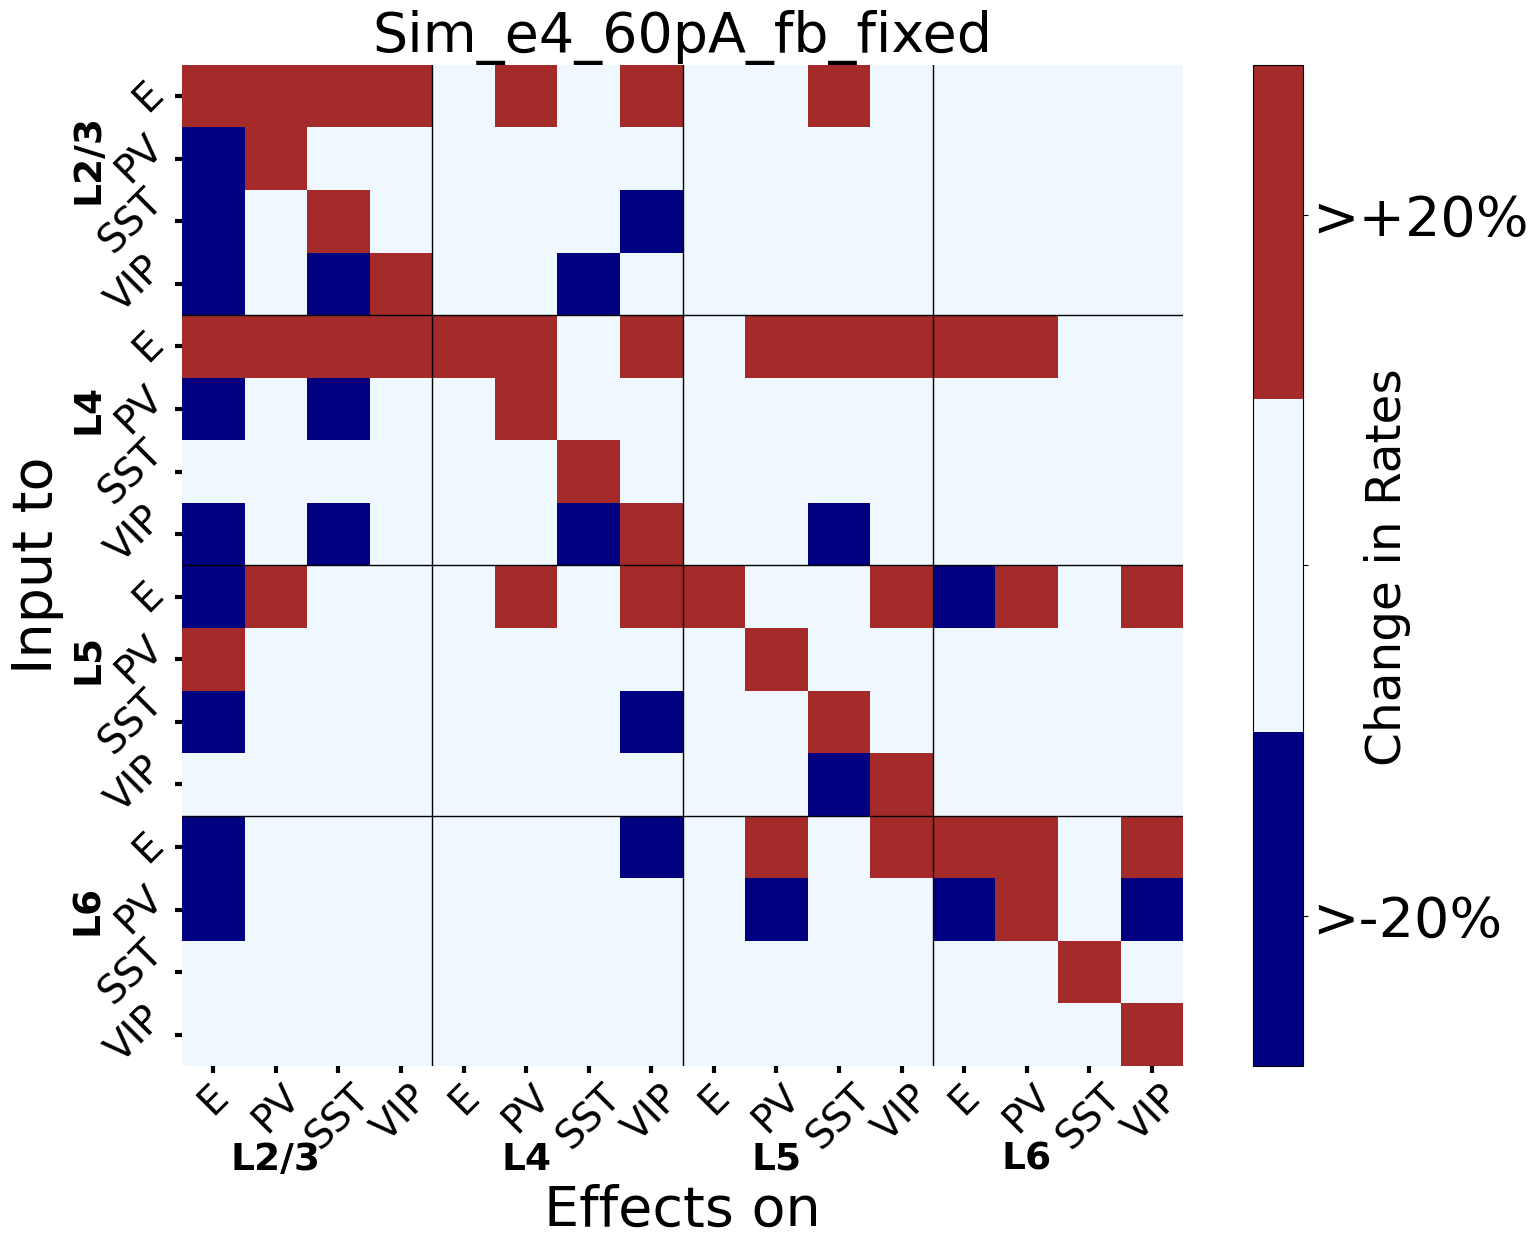 Sim_e4_60pA_fb_fixed
Input to
L2/3
E
PV
SST
VIP
L4
E
PV
SST
VIP
L5
E
PV
SST
VIP
L6
E
PV
SST
VIP
E PV SST VIP E PV SST VIP E PV SST VIP E PV SST VIP
L2/3 L4 L5 L6
Effects on
>+20%
>-20%
Change in Rates